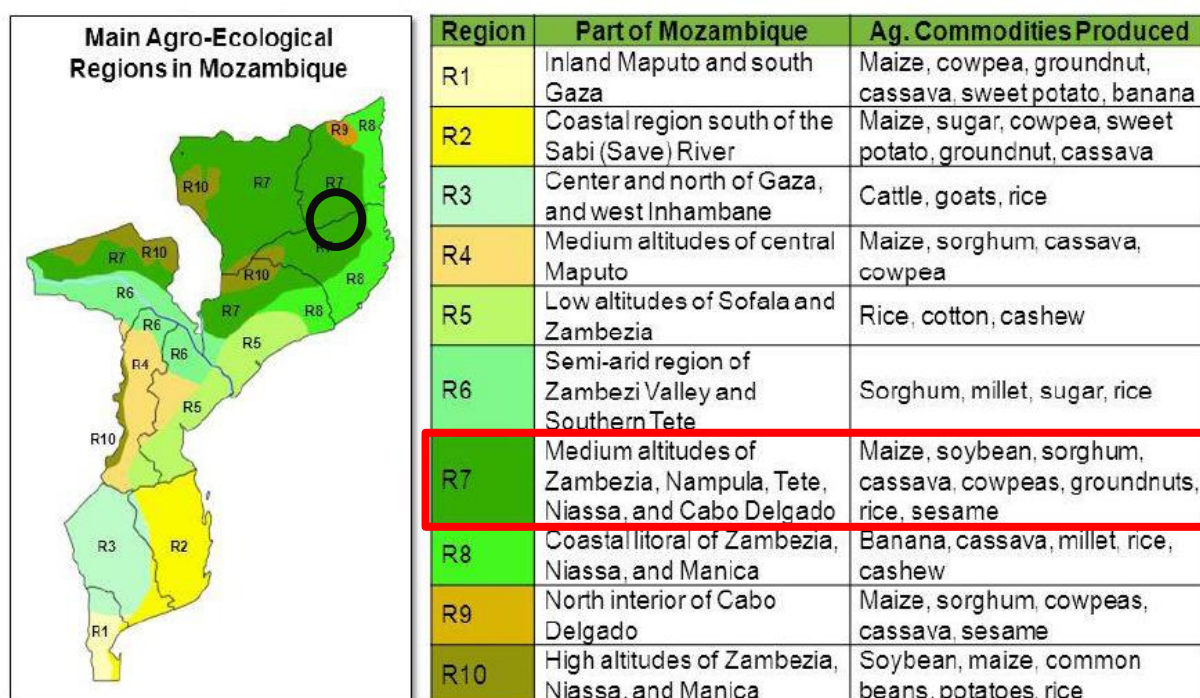 Main Agro-Ecological
Regions in Mozambique
R9
R8
R7
R7
R10
R10
R7
R10
R8
R6
R7
R8
R6
R5
R4
R6
R5
R10
R3
R2
R1
Region Part of Mozambique Ag. Commodities Produced
R1 Inland Maputo and south Maize, cowpea, groundnut,
Gaza cassava, sweet potato, banana
R2 Coastal region south of the Maize, sugar, cowpea, sweet
Sabi (Save) River potato, groundnut, cassava
R3 Center and north of Gaza, Cattle, goats, rice
and west Inhambane
R4 Medium altitudes of central Maize, sorghum, cassava,
Maputo cowpea
R5 Low altitudes of Sofala and Rice, cotton, cashew
Zambezia
R6 Semi-arid region of Sorghum, millet, sugar, rice
Zambezi Valley and
Southern Tete
R7 Medium altitudes of Maize, soybean, sorghum,
Zambezia, Nampula, Tete, cassava, cowpeas, groundnuts,
Niassa, and Cabo Delgado rice, sesame
R8 Coastal litoral of Zambezia, Banana, cassava, millet, rice,
Niassa, and Manica cashew
R9 North interior of Cabo Maize, sorghum, cowpeas,
Delgado cassava, sesame
R10 High altitudes of Zambezia, Soybean, maize, common
Niassa, and Manica beans, potatoes, rice